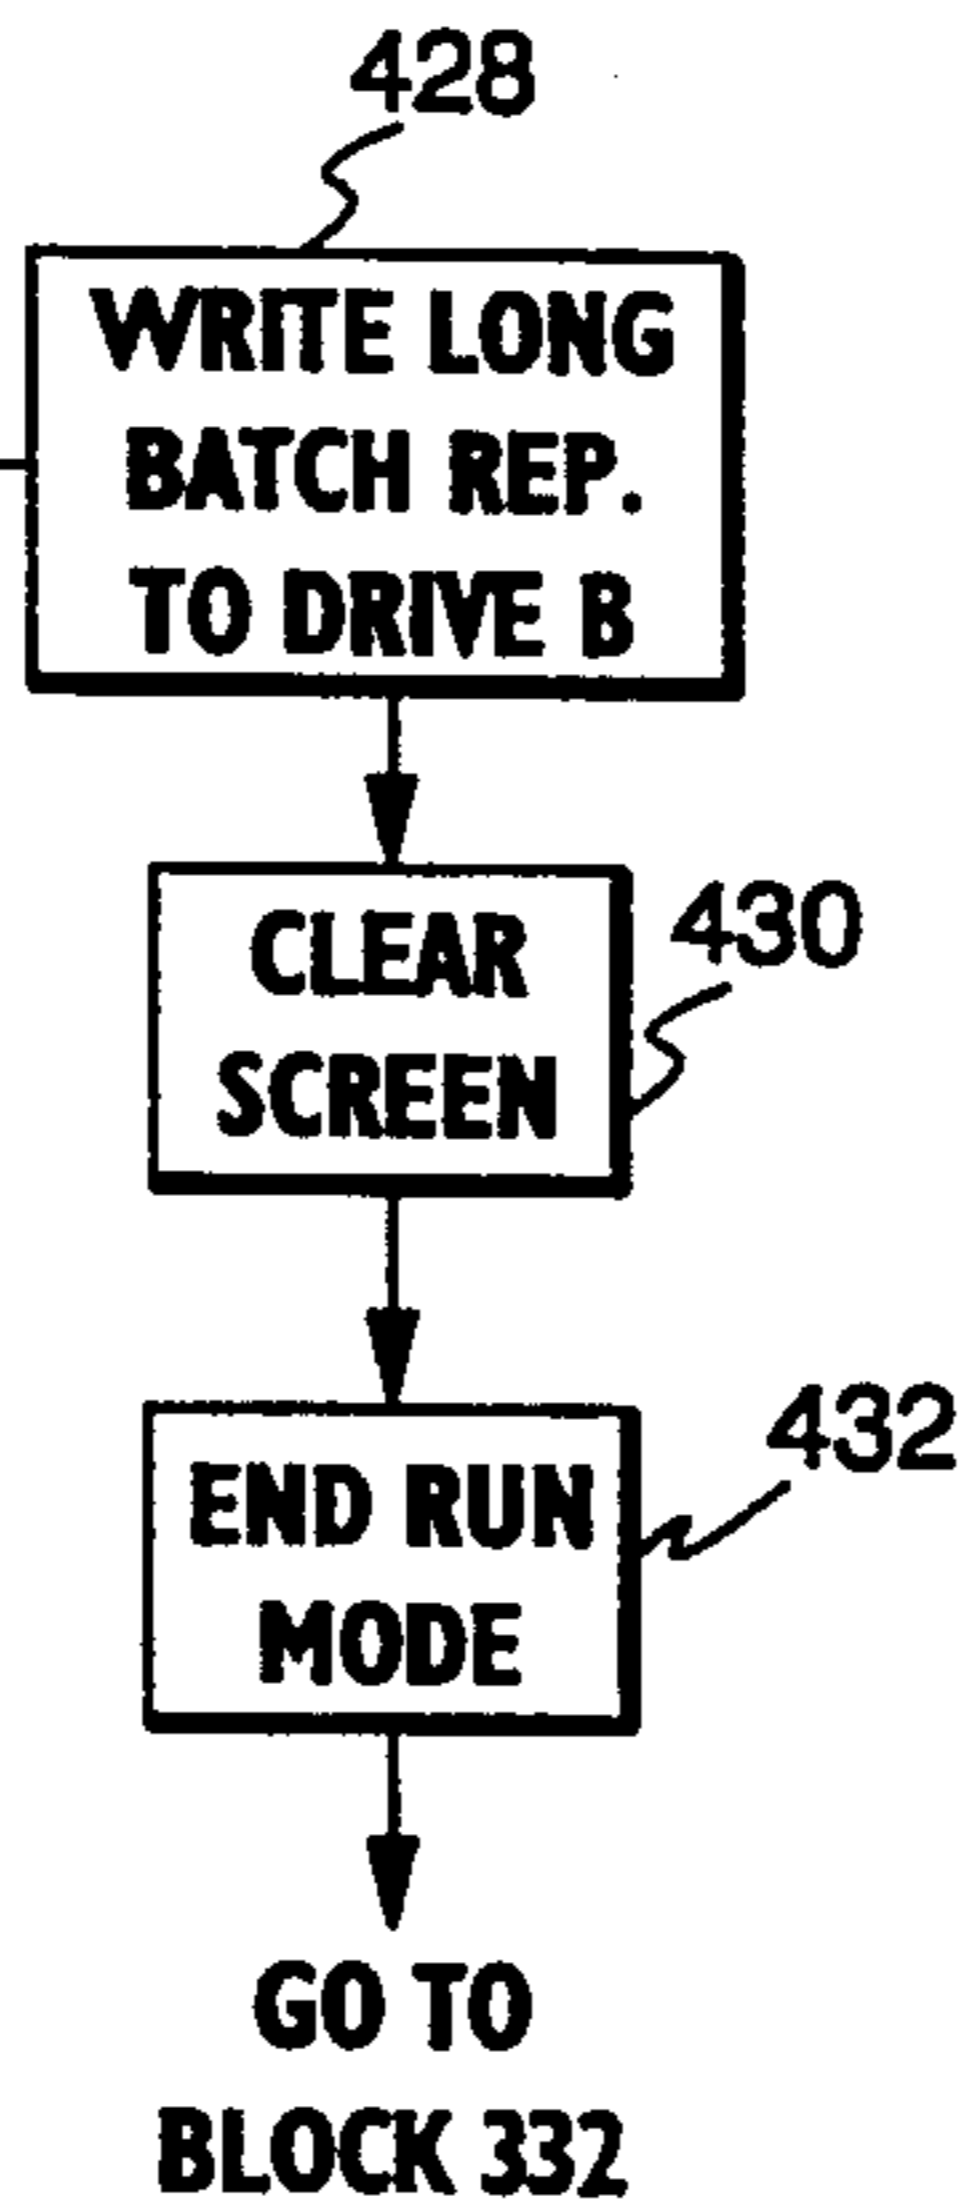 428
WRITE LONG
BATCH REP.
TO DRIVE B
CLEAR
430
SCREEN
END RUN
432
MODE
GO TO
BLOCK 332